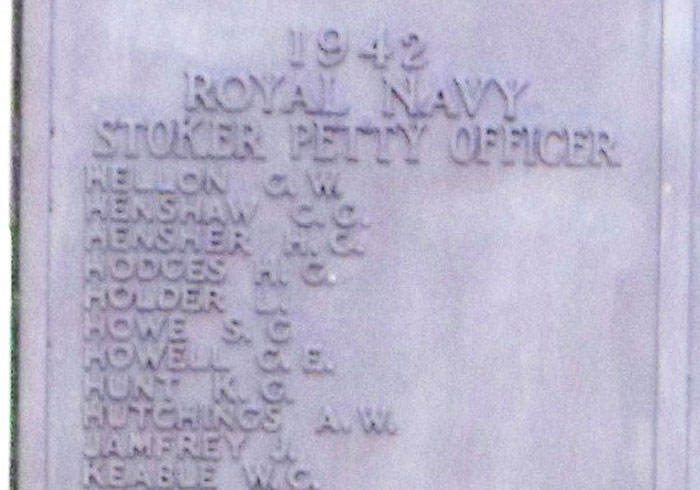 1942
ROYAL NAVY
STOKER PETTY OFFICER
HELLON G. W.
HENSHAW C. G.
HENSHER H. G.
HODGES H. G.
HOLDER L.
HOWE S. G
HOWELL G. E.
HUNT K. G.
HUTCHINGS A. W.
JAMFREY J.
KEABLE W. G.